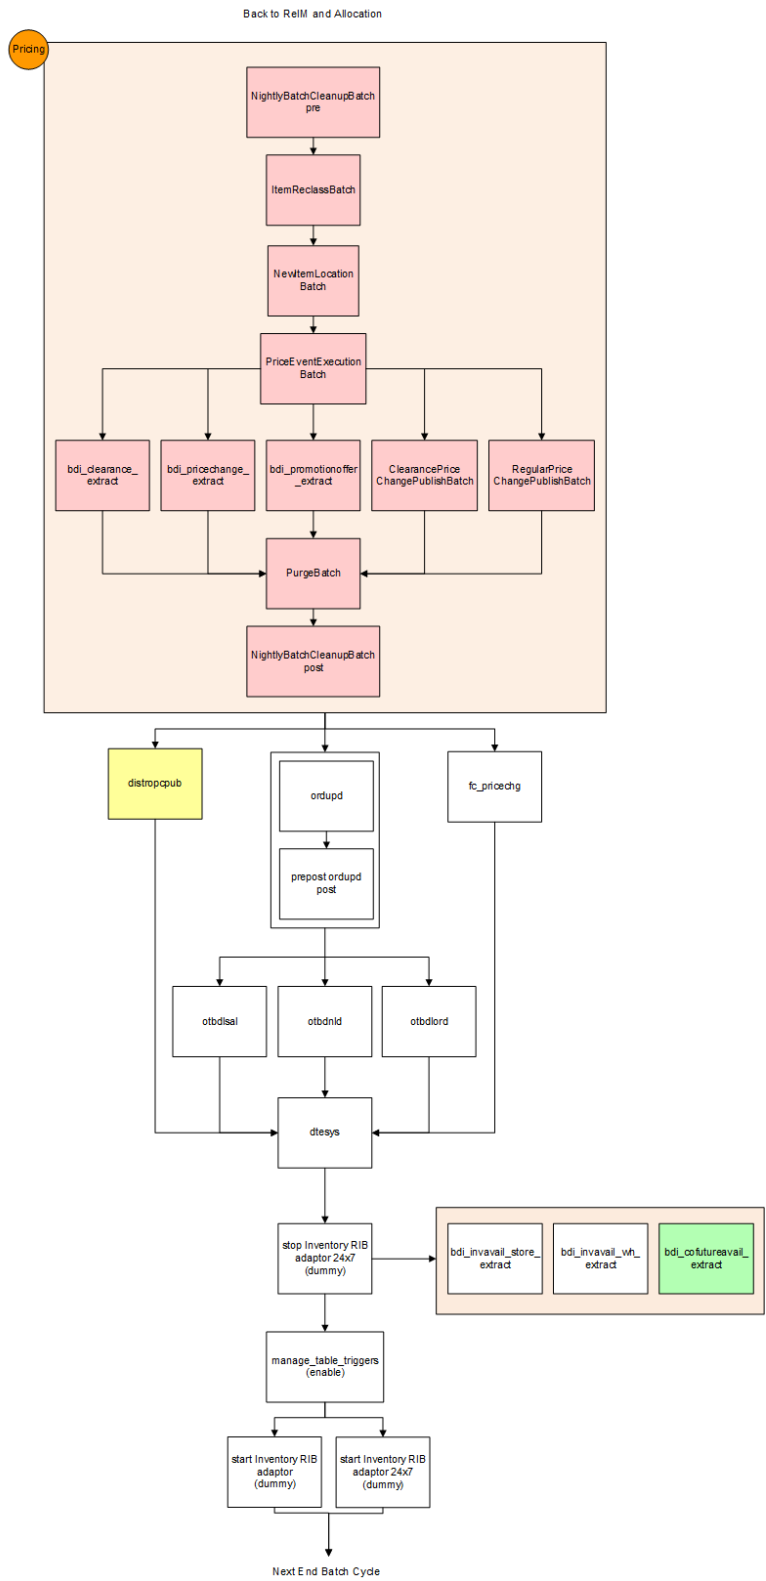 Back to ReIM and Allocation
Pricing
NightlyBatchCleanupBatch
pre
ItemReclassBatch
NewItemLocation
Batch
PriceEventExecution
Batch
bdi_clearance_
extract
bdi_pricechange_
extract
bdi_promotionoffer
_extract
ClearancePrice
ChangePublishBatch
RegularPrice
ChangePublishBatch
PurgeBatch
NightlyBatchCleanupBatch
post
distropcpub
ordupd
fc_pricechg
prepost ordupd
post
otbdlsal
otbdnld
otbdlord
dtesys
stop Inventory RIB
adaptor 24x7
(dummy)
bdi_invavail_store_
extract
bdi_invavail_wh_
extract
bdi_cofutureavail_
extract
manage_table_triggers
(enable)
start Inventory RIB
adaptor
(dummy)
start Inventory RIB
adaptor 24x7
(dummy)
Next End Batch Cycle